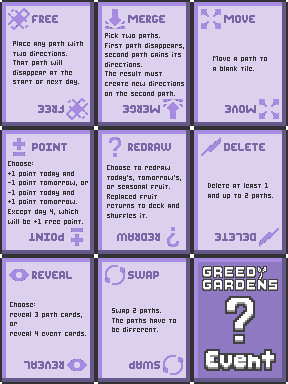 FREE
Place any path with
two directions.
That path will
disappear at the
start of next day.
FREE
MERGE
Pick two paths.
First path disappears,
second path gains its
directions.
The result must
create new directions
on the second path.
MERGE
MOVE
Move a path to
a blank tile.
MOVE
POINT
Choose:
+1 point today and
-1 point tomorrow, or
-1 point today and
+1 point tomorrow.
Except day 4, which
will be +1 free point.
POINT
REDRAW
Choose to redraw
today's, tomorrow's,
or seasonal fruit.
Replaced fruit
returns to deck and
shuffles it.
REDRAW
DELETE
Delete at least 1
and up to 2 paths.
DELETE
REVEAL
Choose:
reveal 3 path cards,
or
reveal 4 event cards.
REVEAL
SWAP
Swap 2 paths.
The paths have to
be different.
SWAP
GREEDY
GARDENS
?
Event